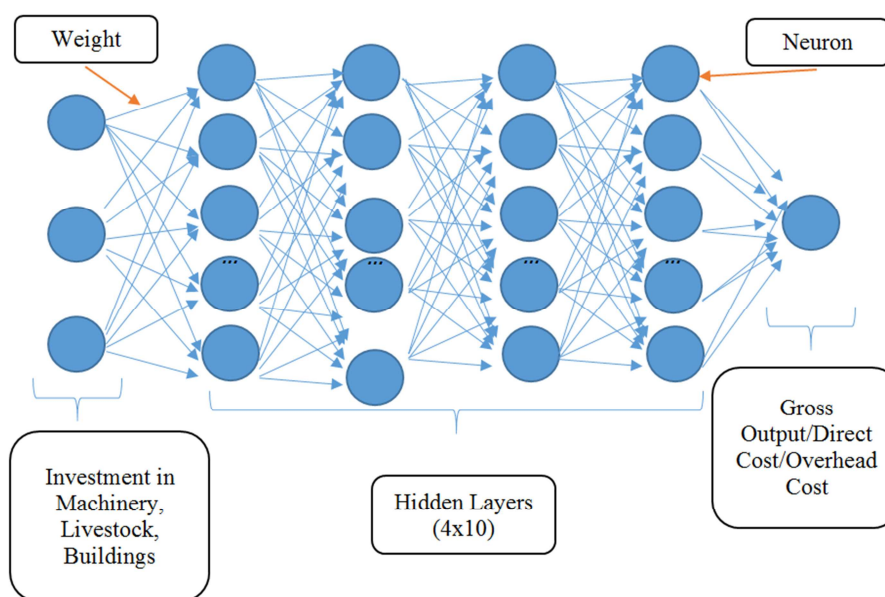 Weight
Neuron
...
...
...
...
Investment in
Machinery,
Livestock,
Buildings
Hidden Layers
(4x10)
Gross
Output/Direct
Cost/Overhead
Cost